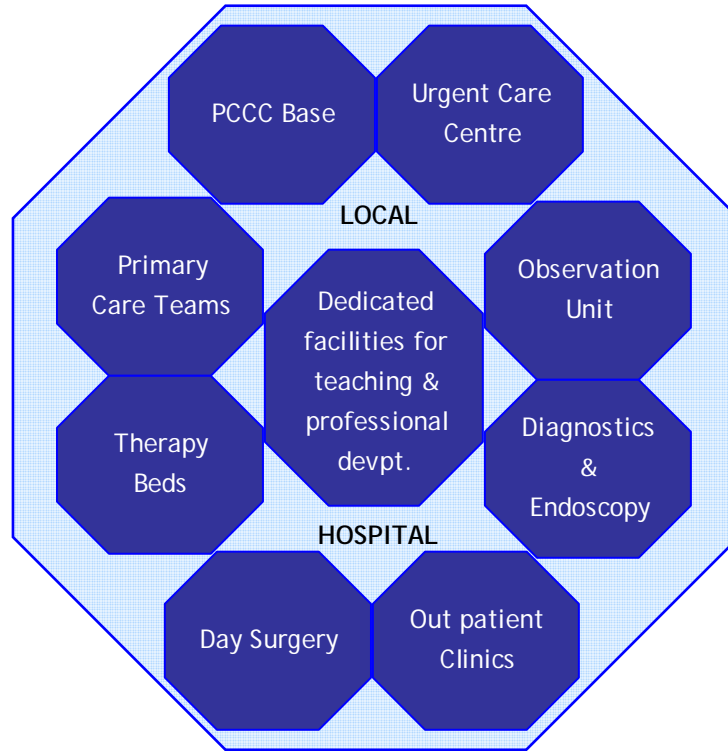 PCCC Base
Urgent Care
Centre
LOCAL
Primary
Care Teams
Observation
Unit
Dedicated
facilities for
teaching &
professional
devpt.
Therapy
Beds
Diagnostics
&
Endoscopy
HOSPITAL
Day Surgery
Out patient
Clinics